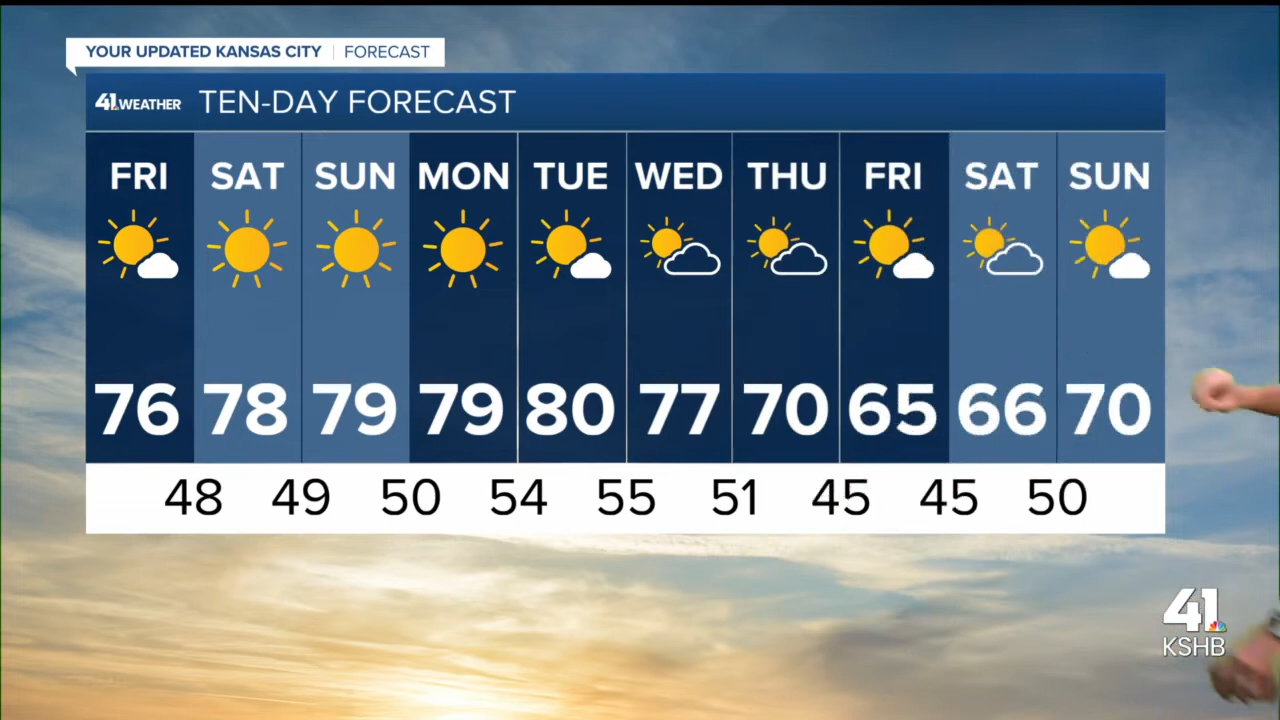 YOUR UPDATED KANSAS CITY | FORECAST
41 WEATHER TEN-DAY FORECAST
FRI SAT SUN MON TUE WED THU FRI SAT SUN
76 78 79 79 80 77 70 65 66 70
48 49 50 54 55 51 45 45 50
41
KSHB